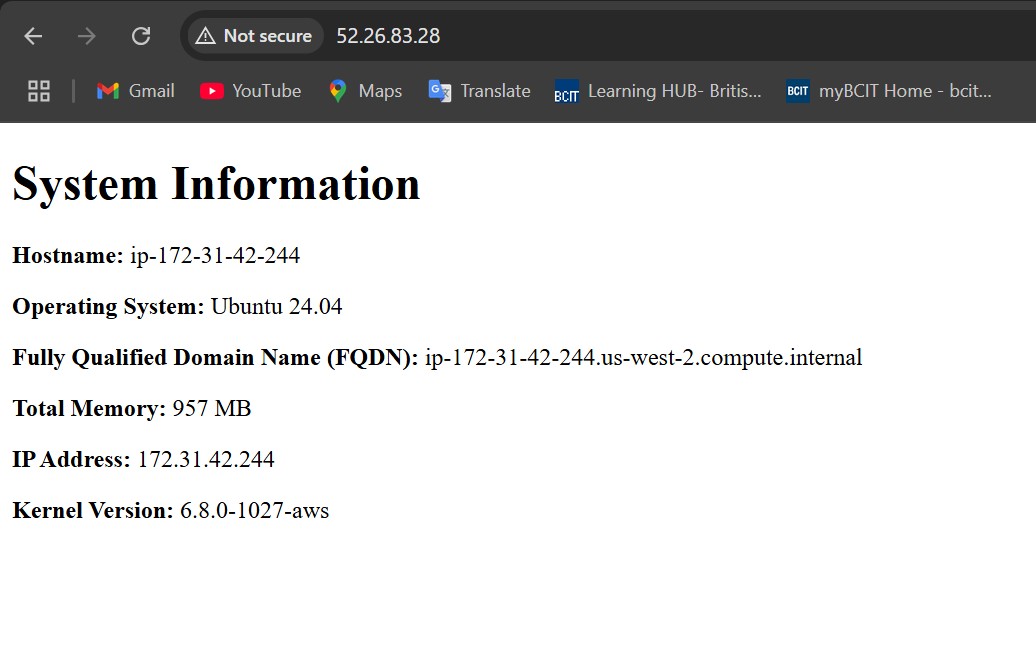 Not secure 52.26.83.28
Gmail YouTube Maps Translate BCIT Learning HUB- Britis... BCIT myBCIT Home - bcit...
System Information
Hostname: ip-172-31-42-244
Operating System: Ubuntu 24.04
Fully Qualified Domain Name (FQDN): ip-172-31-42-244.us-west-2.compute.internal
Total Memory: 957 MB
IP Address: 172.31.42.244
Kernel Version: 6.8.0-1027-aws